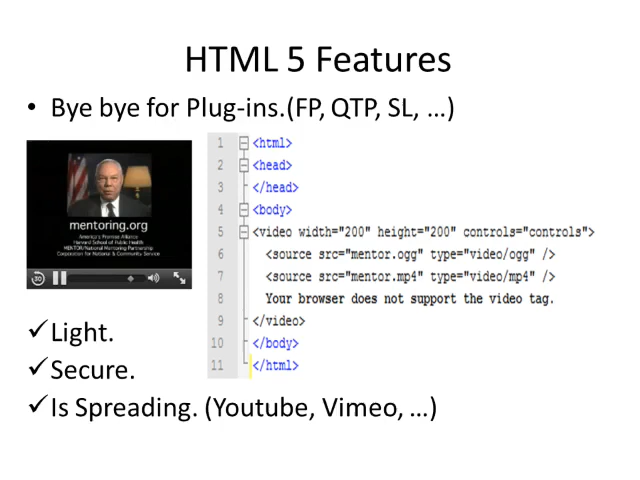 HTML 5 Features
• Bye bye for Plug-ins.(FP, QTP, SL, …)
mentoring.org
America's Promise Alliance
Harvard School of Public Health
MENTOR/National Mentoring Partnership
Corporation for National & Community Service
30
1 <html>
2 <head>
3 </head>
4 <body>
5 <video width="200" height="200" controls="controls">
6 <source src="mentor.ogg" type="video/ogg" />
7 <source src="mentor.mp4" type="video/mp4" />
8 Your browser does not support the video tag.
9 </video>
10 </body>
11 </html>
✓Light.
✓Secure.
✓Is Spreading. (Youtube, Vimeo, …)